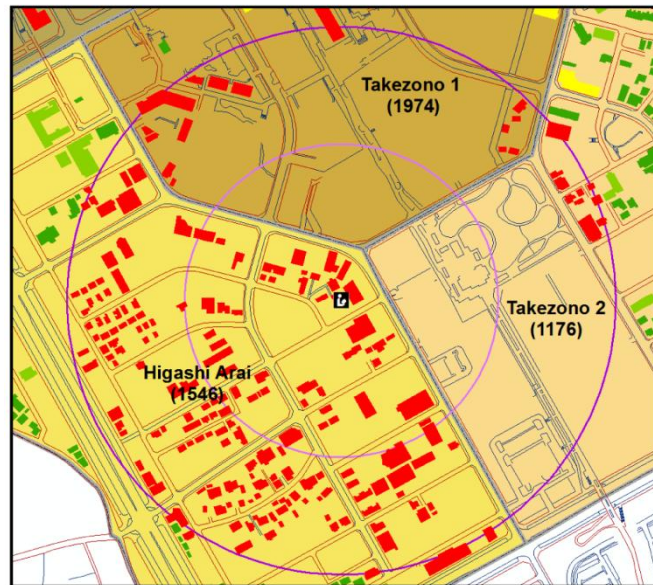 Takezono 1
(1974)
Takezono 2
(1176)
Higashi Arai
(1546)